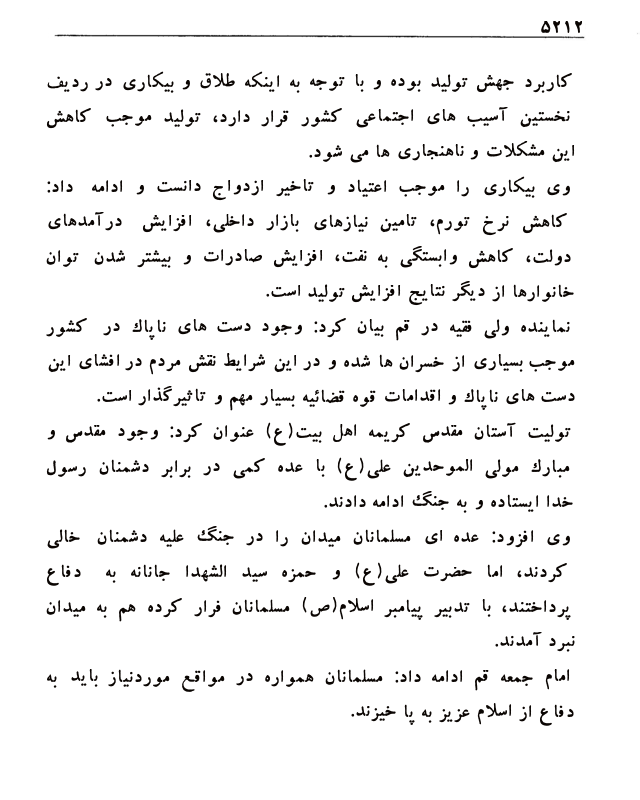 ۵۲۱۲
کاربرد جهش تولید بوده و با توجه به اینکه طلاق و بیکاری در ردیف
نخستین آسیب های اجتماعی کشور قرار دارد، تولید موجب کاهش
این مشکلات و ناهنجاری ها می شود.
وی بیکاری را موجب اعتیاد و تاخیر ازدواج دانست و ادامه داد:
کاهش نرخ تورم، تامین نیازهای بازار داخلی، افزایش درآمدهای
دولت، کاهش وابستگی به نفت، افزایش صادرات و بیشتر شدن توان
خانوارها از دیگر نتایج افزایش تولید است.
نماینده ولی فقیه در قم بیان کرد: وجود دست های ناپاک در کشور
موجب بسیاری از خسران ها شده و در این شرایط نقش مردم در افشای این
دست های ناپاک و اقدامات قوه قضائیه بسیار مهم و تاثیرگذار است.
تولیت آستان مقدس کریمه اهل بیت(ع) عنوان کرد: وجود مقدس و
مبارک مولی الموحدین علی(ع) با عده کمی در برابر دشمنان رسول
خدا ایستاده و به جنگ ادامه دادند.
وی افزود: عده ای مسلمانان میدان را در جنگ علیه دشمنان خالی
کردند، اما حضرت علی(ع) و حمزه سید الشهدا جانانه به دفاع
پرداختند، با تدبیر پیامبر اسلام(ص) مسلمانان فرار کرده هم به میدان
نبرد آمدند.
امام جمعه قم ادامه داد: مسلمانان همواره در مواقع موردنیاز باید به
دفاع از اسلام عزیز به پا خیزند.